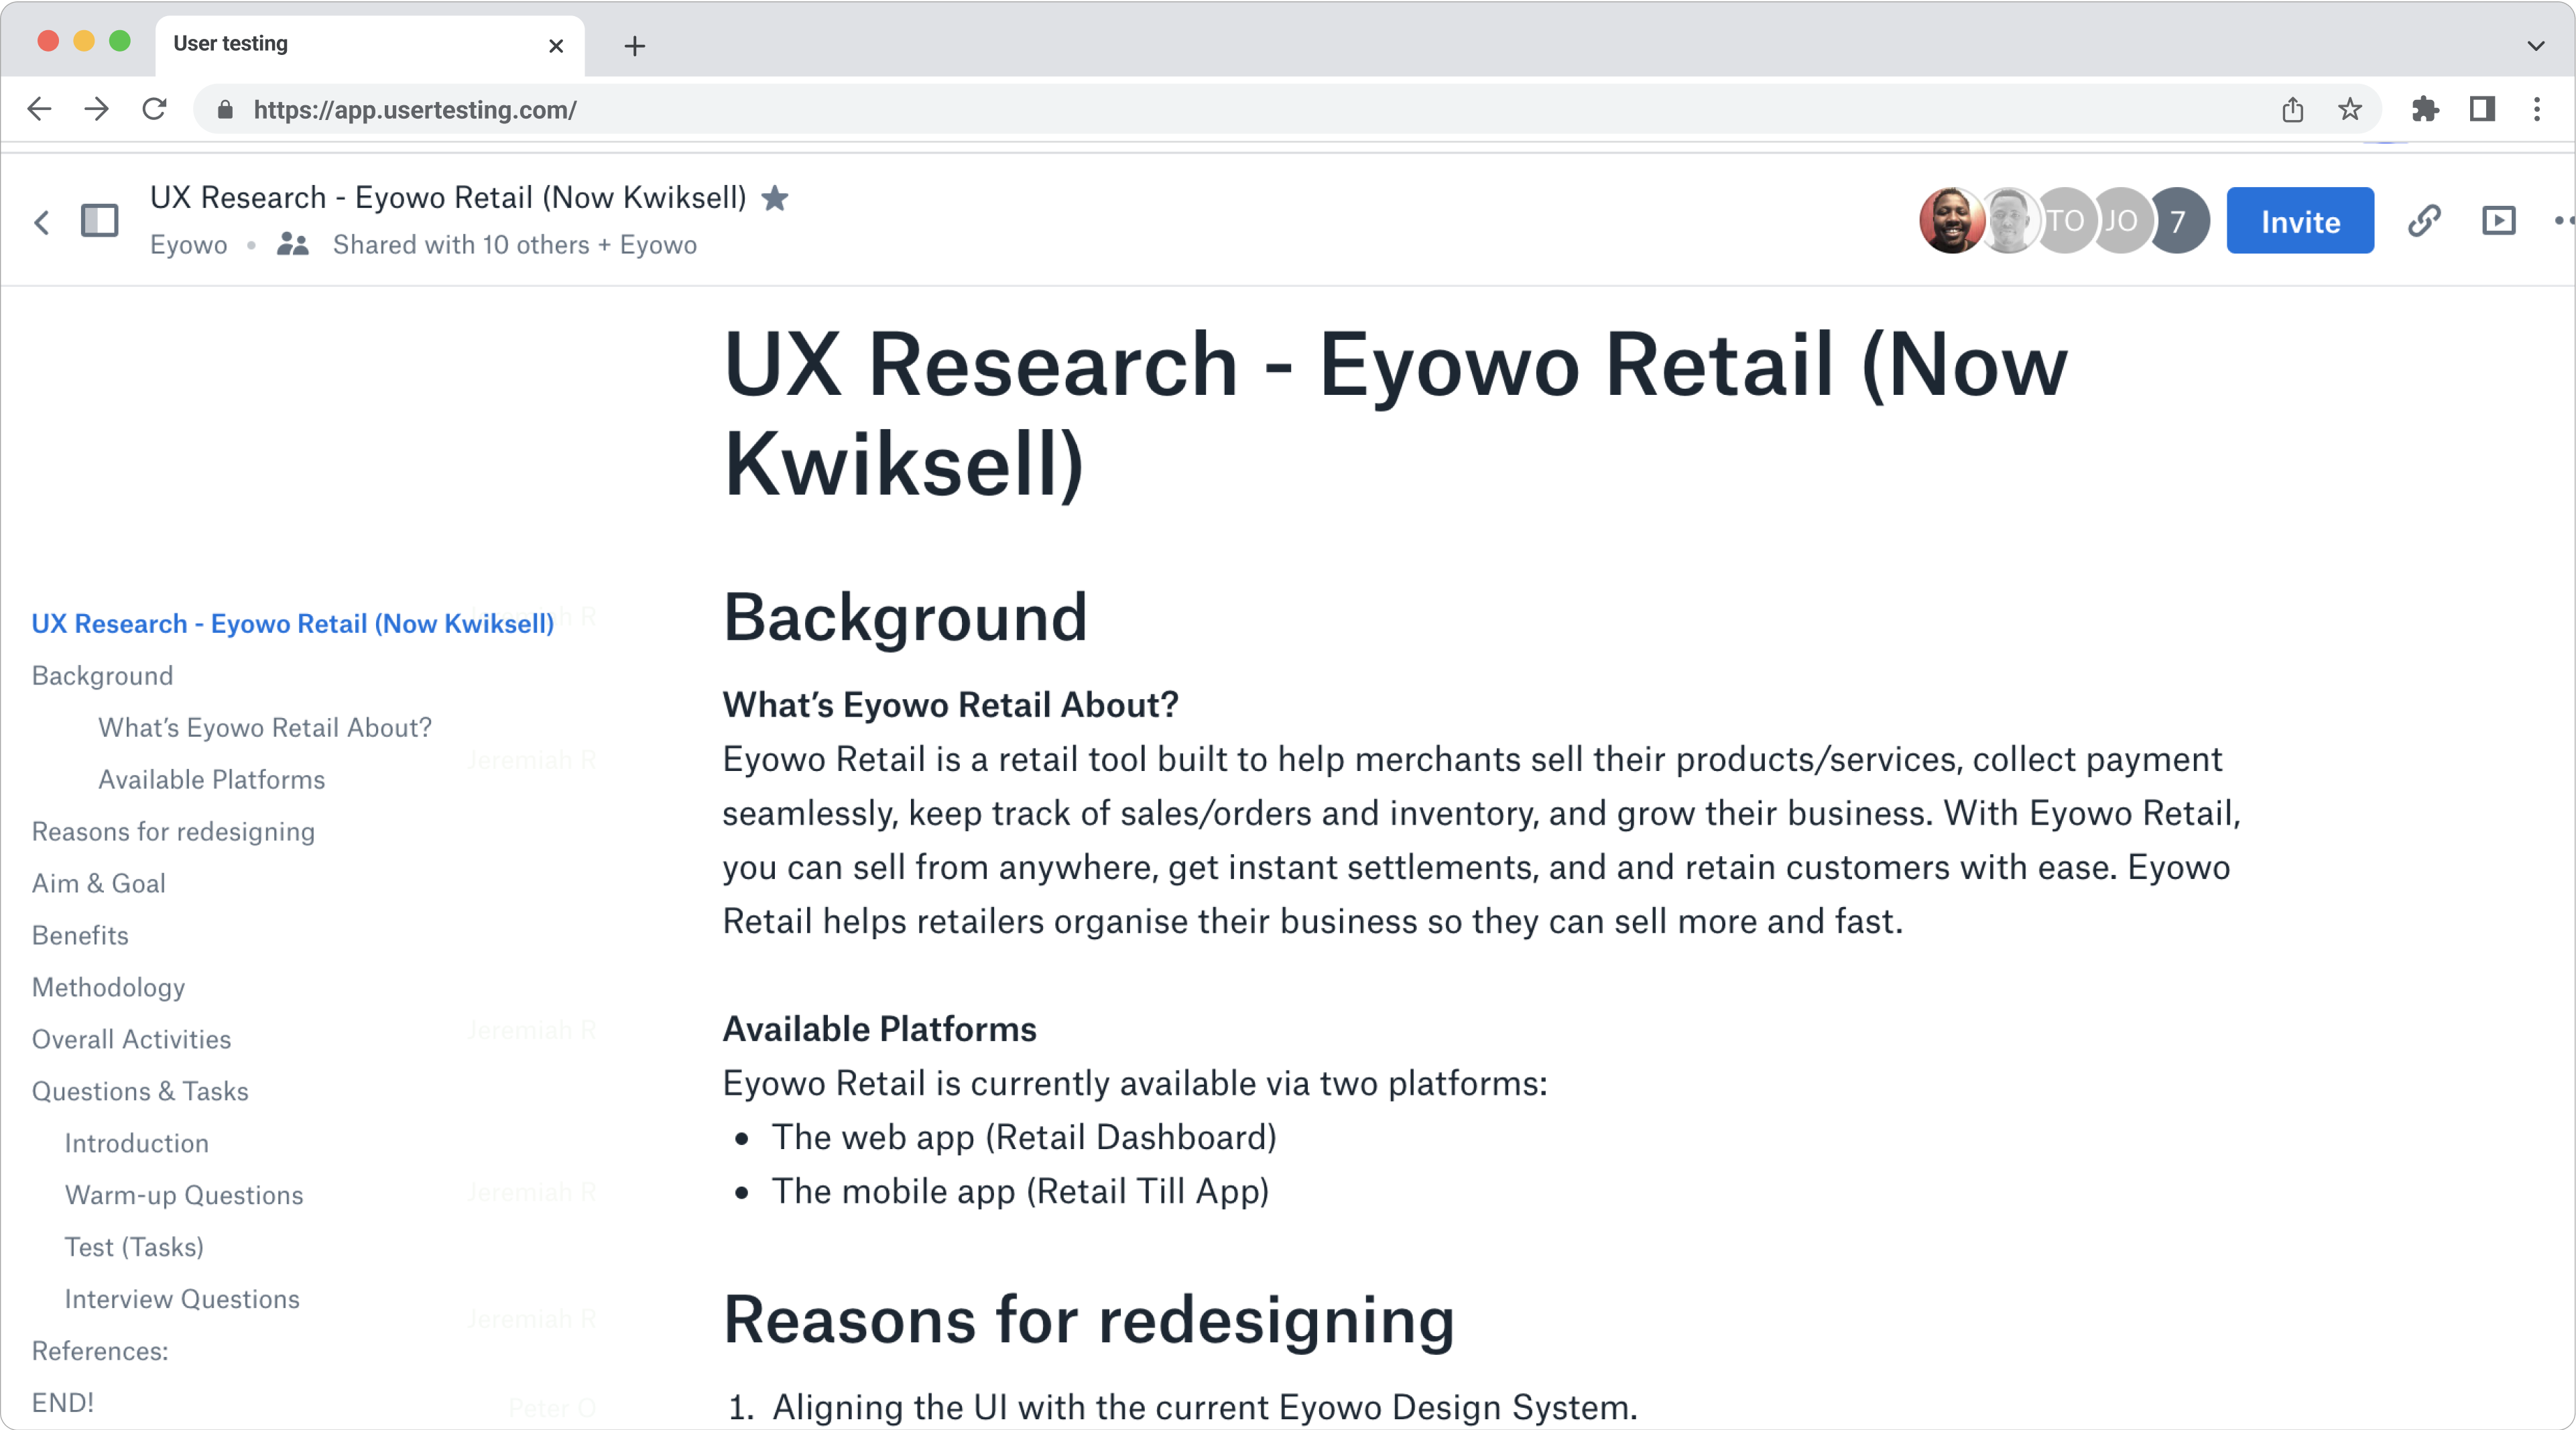 User testing
https://app.usertesting.com/
UX Research - Eyowo Retail (Now Kwiksell)
Eyowo • Shared with 10 others + Eyowo
TO
JO
7
Invite
UX Research - Eyowo Retail (Now Kwiksell)
Background
What’s Eyowo Retail About?
Available Platforms
Reasons for redesigning
Aim & Goal
Benefits
Methodology
Overall Activities
Questions & Tasks
Introduction
Warm-up Questions
Test (Tasks)
Interview Questions
References:
END!
h R
Jeremiah R
Jeremiah R
Jeremiah R
Jeremiah R
Peter O
UX Research - Eyowo Retail (Now
Kwiksell)
Background
What’s Eyowo Retail About?
Eyowo Retail is a retail tool built to help merchants sell their products/services, collect payment
seamlessly, keep track of sales/orders and inventory, and grow their business. With Eyowo Retail,
you can sell from anywhere, get instant settlements, and and retain customers with ease. Eyowo
Retail helps retailers organise their business so they can sell more and fast.
Available Platforms
Eyowo Retail is currently available via two platforms:
• The web app (Retail Dashboard)
• The mobile app (Retail Till App)
Reasons for redesigning
1. Aligning the UI with the current Eyowo Design System.